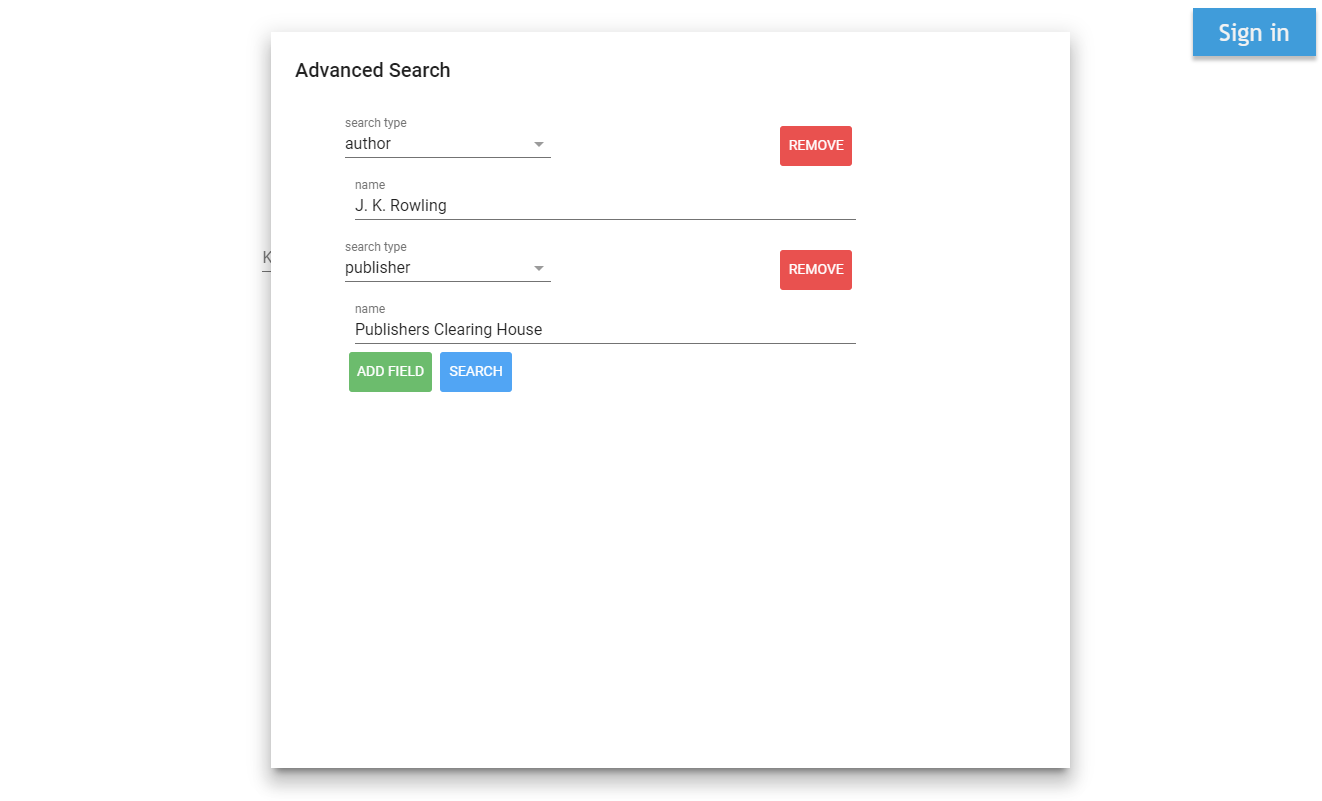 Sign in
Advanced Search
search type
author
REMOVE
name
J. K. Rowling
search type
publisher
REMOVE
K
name
Publishers Clearing House
ADD FIELD
SEARCH